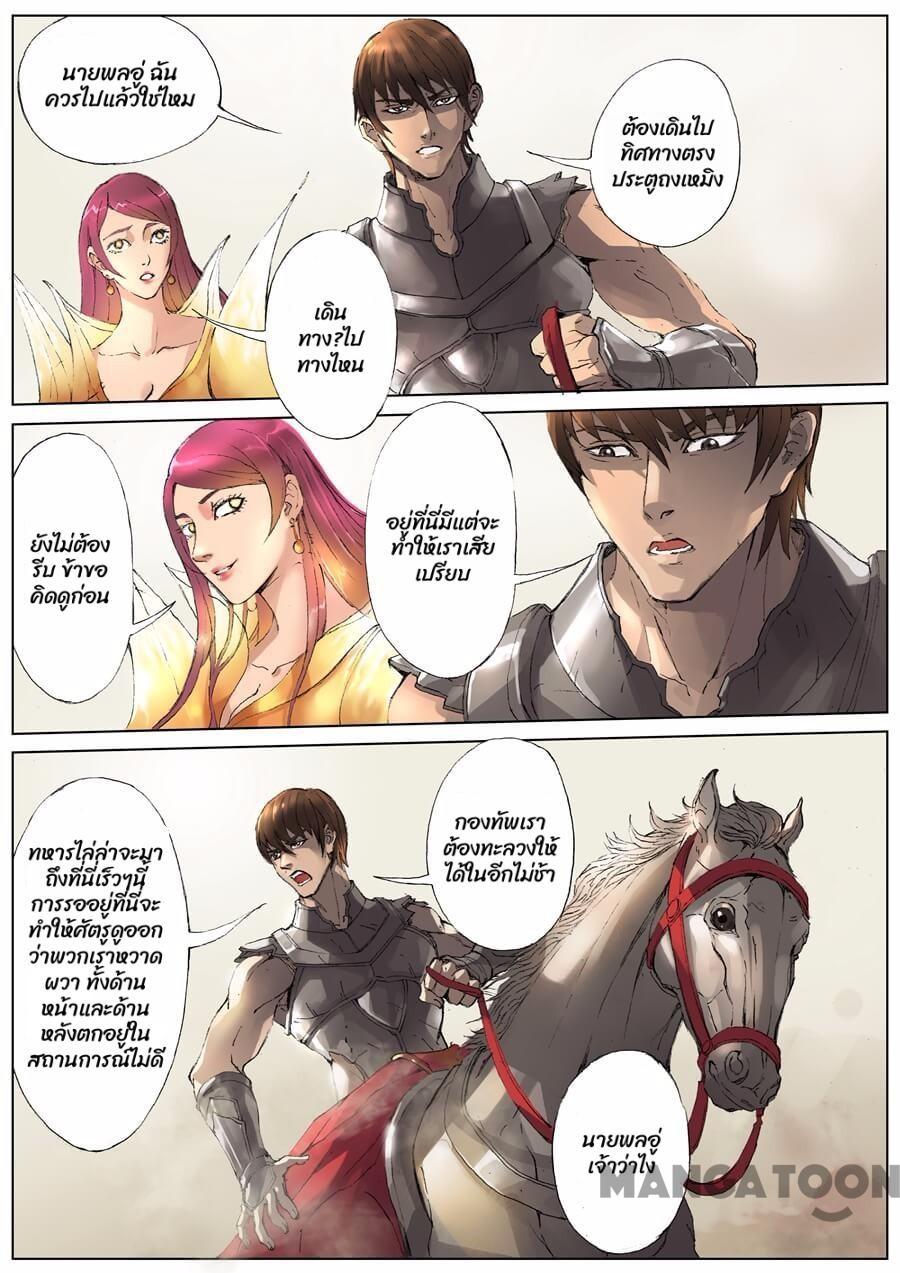 นายพลอู่ ฉัน
ควรไปแล้วใช่ไหม
ต้องเดินไป
ทิศทางตรง
ประตูถงเหมิง
เดิน
ทาง?ไป
ทางไหน
อยู่ที่นี่มีแต่จะ
ทำให้เราเสีย
เปรียบ
ยังไม่ต้อง
รีบ ข้าขอ
คิดดูก่อน
กองทัพเรา
ต้องทะลวงให้
ได้ในอีกไม่ช้า
ทหารไล่ล่าจะมา
ถึงที่นี่เร็วๆนี้
การรออยู่ที่นี่จะ
ทำให้ศัตรูดูออก
ว่าพวกเราหวาด
ผวา ทั้งด้าน
หน้าและด้าน
หลังตกอยู่ใน
สถานการณ์ไม่ดี
นายพลอู่
เจ้าว่าไง
MANGATOON